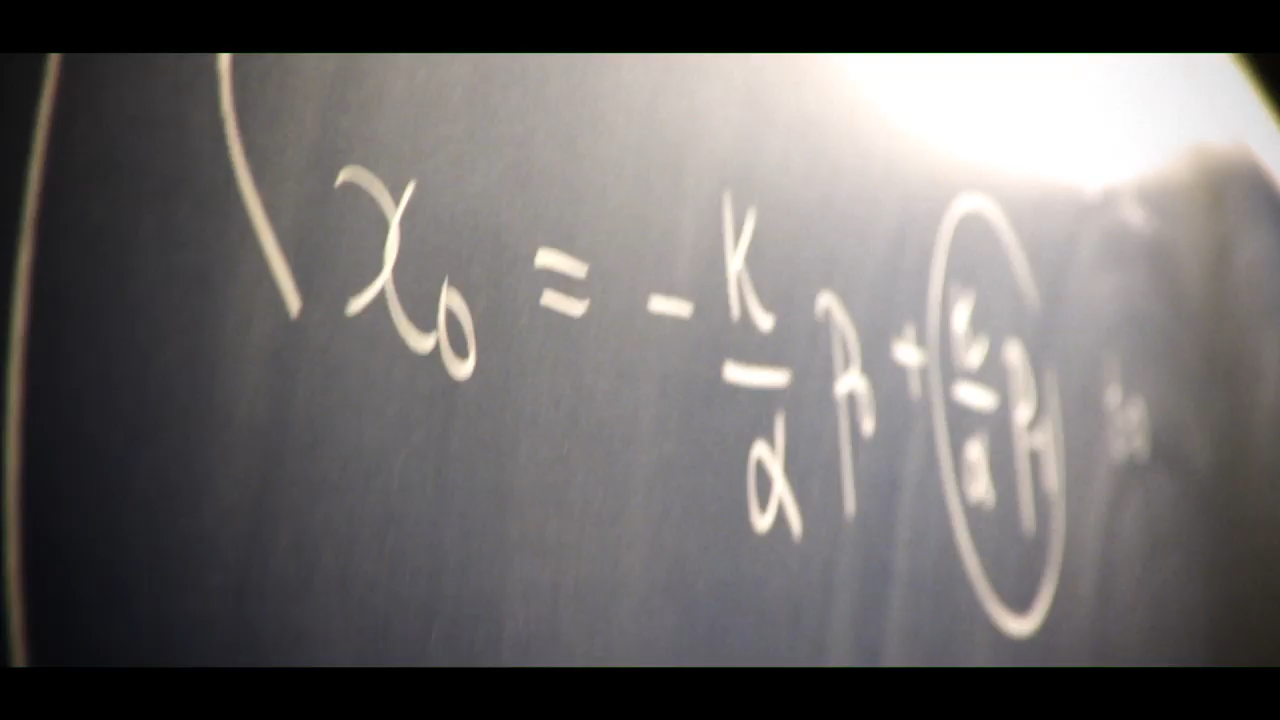 x₀ = - k/α p + k/α p